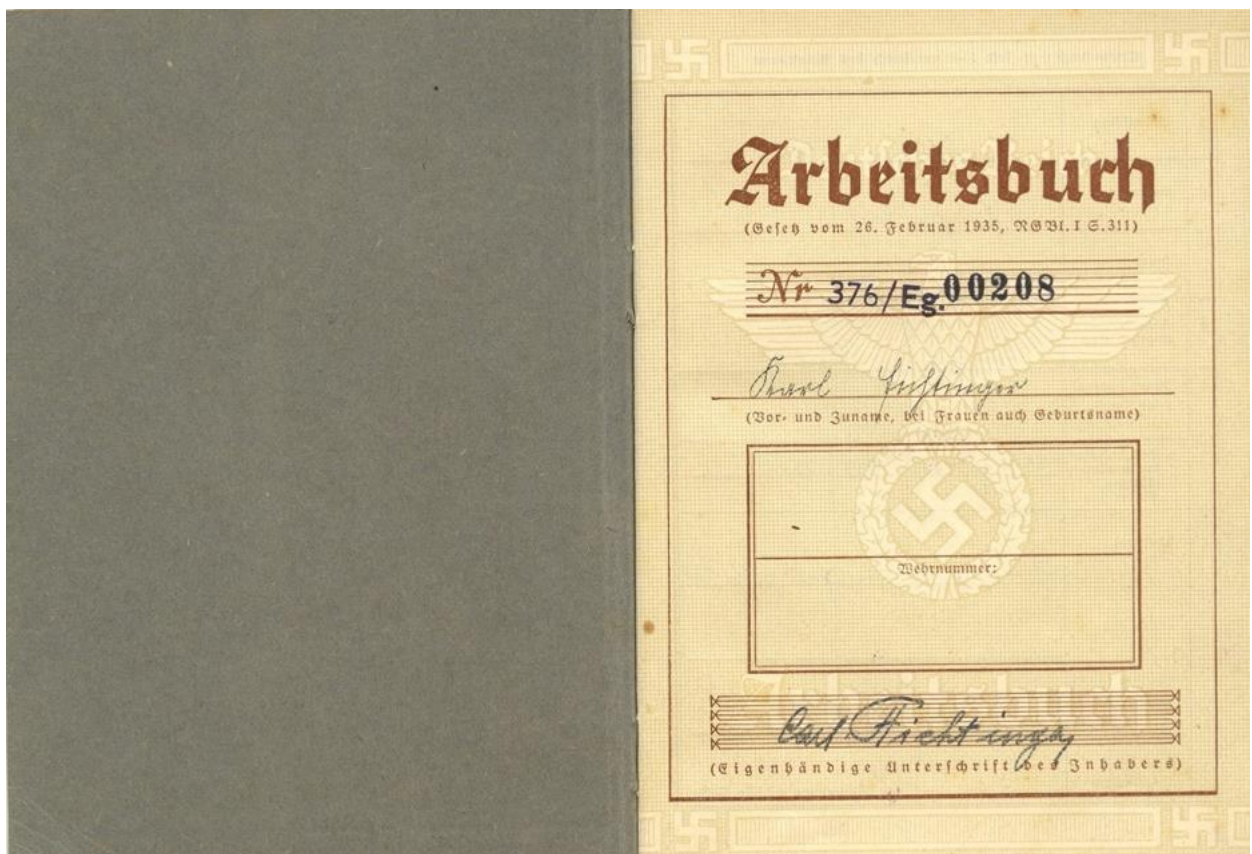 Arbeitsbuch
(Gesetz vom 26. Februar 1935, RGBl. I S. 311)
Nr 376/Eg. 00208
Karl Fichtinger
(Vor- und Zuname, bei Frauen auch Geburtsname)
Wehrnummer:
Carl Fichtinger
(Eigenhändige Unterschrift des Inhabers)